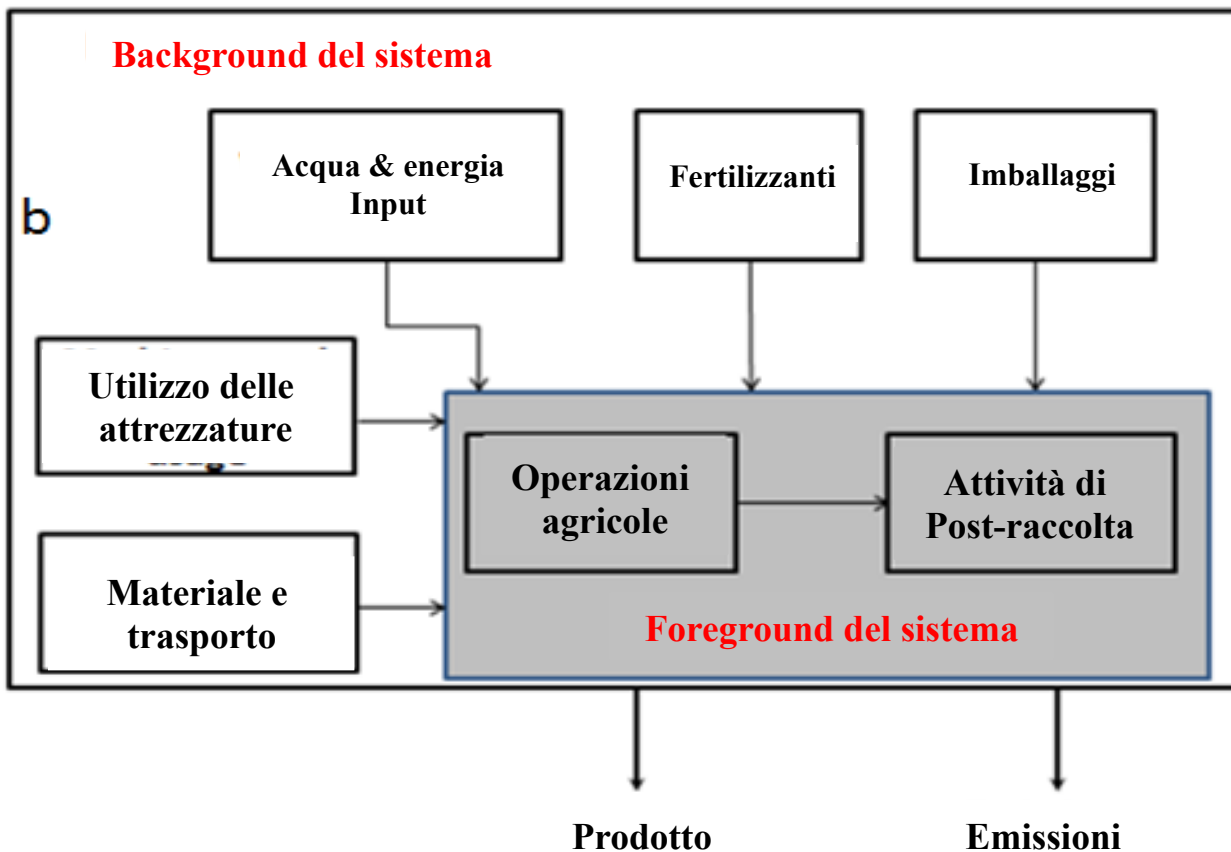 Background del sistema
Acqua & energia
Input
Fertilizzanti
Imballaggi
b
Utilizzo delle
attrezzature
Operazioni
agricole
Attività di
Post-raccolta
Materiale e
trasporto
Foreground del sistema
Prodotto
Emissioni